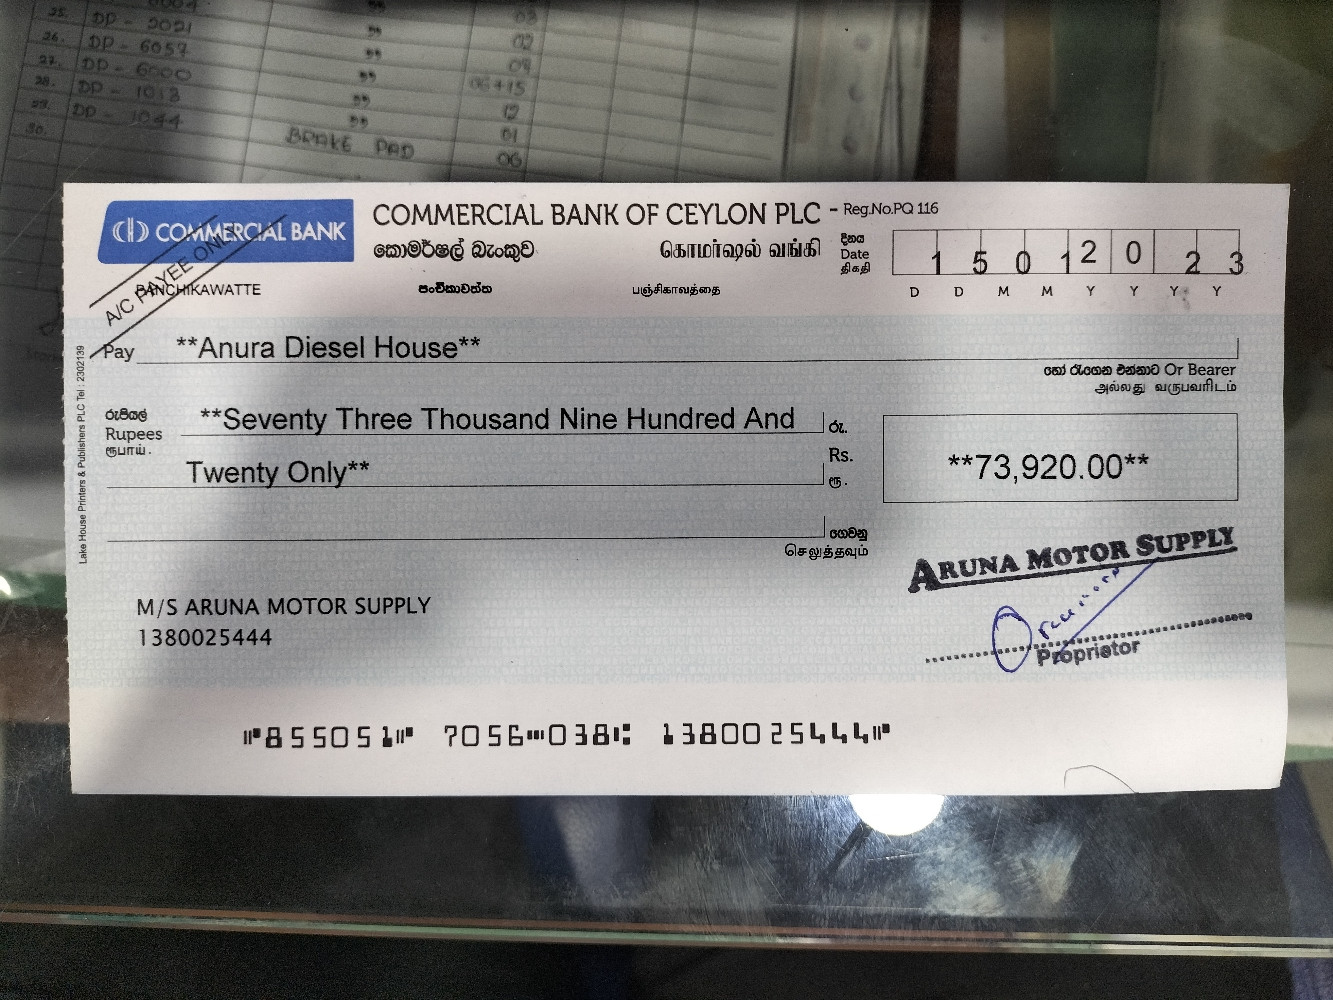 25. DP - 2021 " 03
26. DP - 6057 " 02
27. DP - 6000 " 09
28. DP - 1013 " 06+15
29. DP - 1044 " 12
30. " 01
BRAKE PAD 06
COMMERCIAL BANK
COMMERCIAL BANK OF CEYLON PLC - Reg.No.PQ 116
කොමර්ෂල් බැංකුව கொமர்ஷல் வங்கி
දිනය
Date
திகதி
1 5 0 1 2 0 2 3
D D M M Y Y Y Y
A/C PAYEE ONLY
PANCHIKAWATTE පංචිකාවත්ත பஞ்சிகாவத்தை
Pay **Anura Diesel House**
හෝ රැගෙන එන්නාට Or Bearer
அல்லது வருபவரிடம்
රුපියල්
Rupees
ரூபாய்.
**Seventy Three Thousand Nine Hundred And
Twenty Only**
රු.
Rs.
ரூ.
**73,920.00**
ගෙවනු
செலுத்தவும்
Lake House Printers & Publishers PLC Tel : 2302139
ARUNA MOTOR SUPPLY
Proprietor
M/S ARUNA MOTOR SUPPLY
1380025444
⑈855051⑈ 7056⑉038⑆ 1380025444⑈